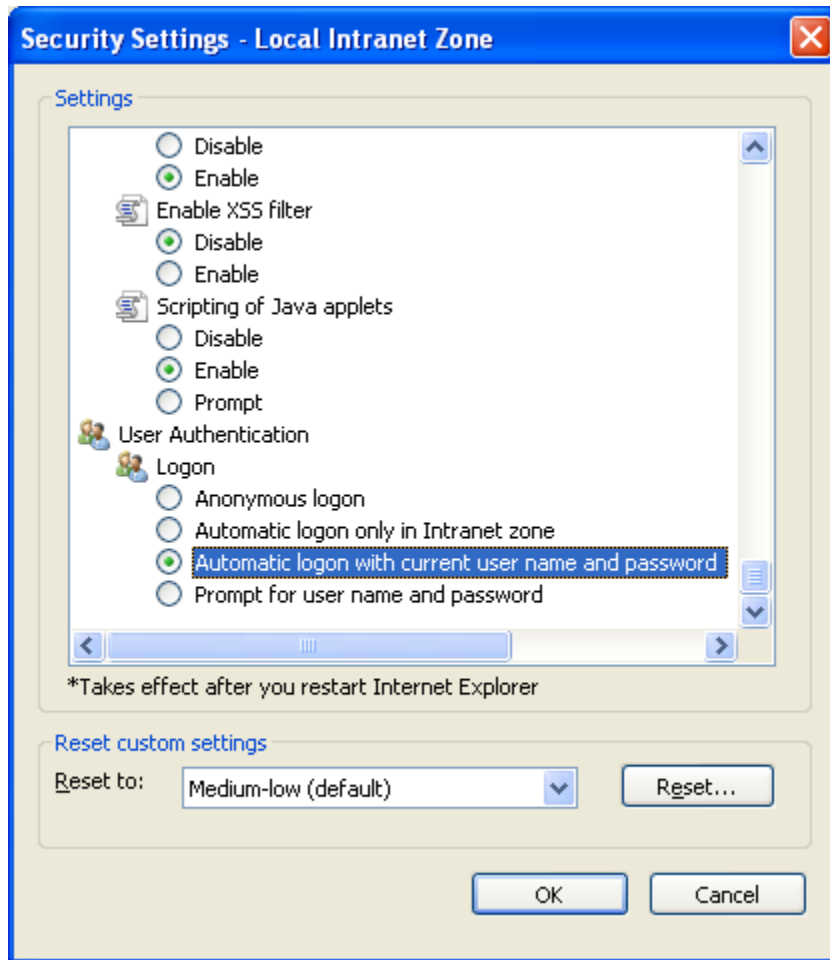 Security Settings - Local Intranet Zone
Settings
Disable
Enable
Enable XSS filter
Disable
Enable
Scripting of Java applets
Disable
Enable
Prompt
User Authentication
Logon
Anonymous logon
Automatic logon only in Intranet zone
Automatic logon with current user name and password
Prompt for user name and password
*Takes effect after you restart Internet Explorer
Reset custom settings
Reset to:
Medium-low (default)
Reset...
OK
Cancel